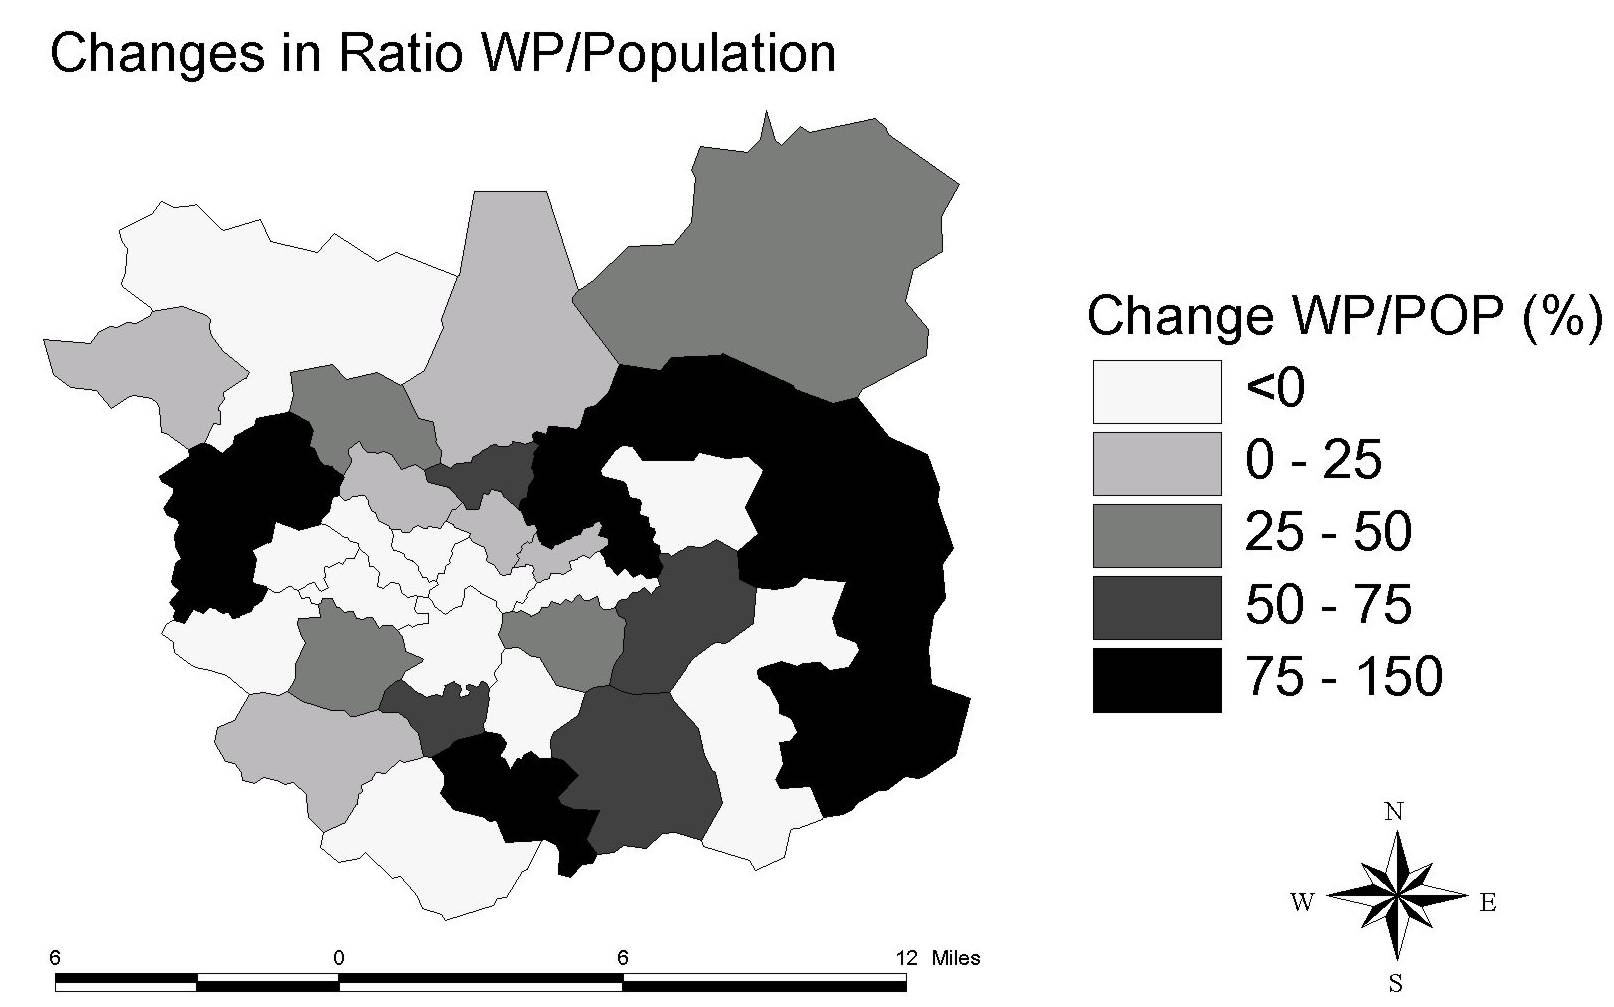 Changes in Ratio WP/Population
Change WP/POP (%)
<0
0 - 25
25 - 50
50 - 75
75 - 150
N
W
E
S
6 0 6 12 Miles